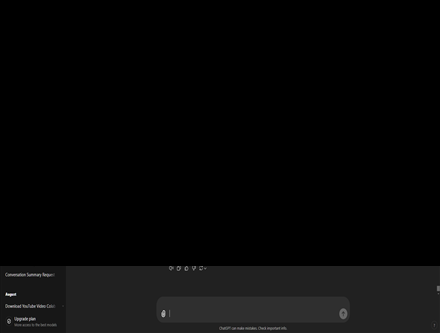 Conversation Summary Request
August
Download YouTube Video Colab
Upgrade plan
More access to the best models
ChatGPT can make mistakes. Check important info.